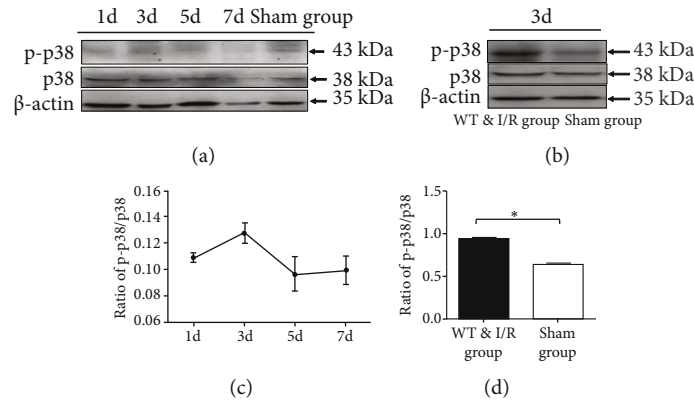 1d 3d 5d 7d Sham group
p-p38 43 kDa
p38 38 kDa
β-actin 35 kDa
(a)
3d
p-p38 43 kDa
p38 38 kDa
β-actin 35 kDa
WT & I/R group Sham group
(b)
Ratio of p-p38/p38
0.16
0.14
0.12
0.10
0.08
0.06
1d 3d 5d 7d
(c)
Ratio of p-p38/p38
1.5
1.0
0.5
0.0
*
WT & I/R
group
Sham
group
(d)